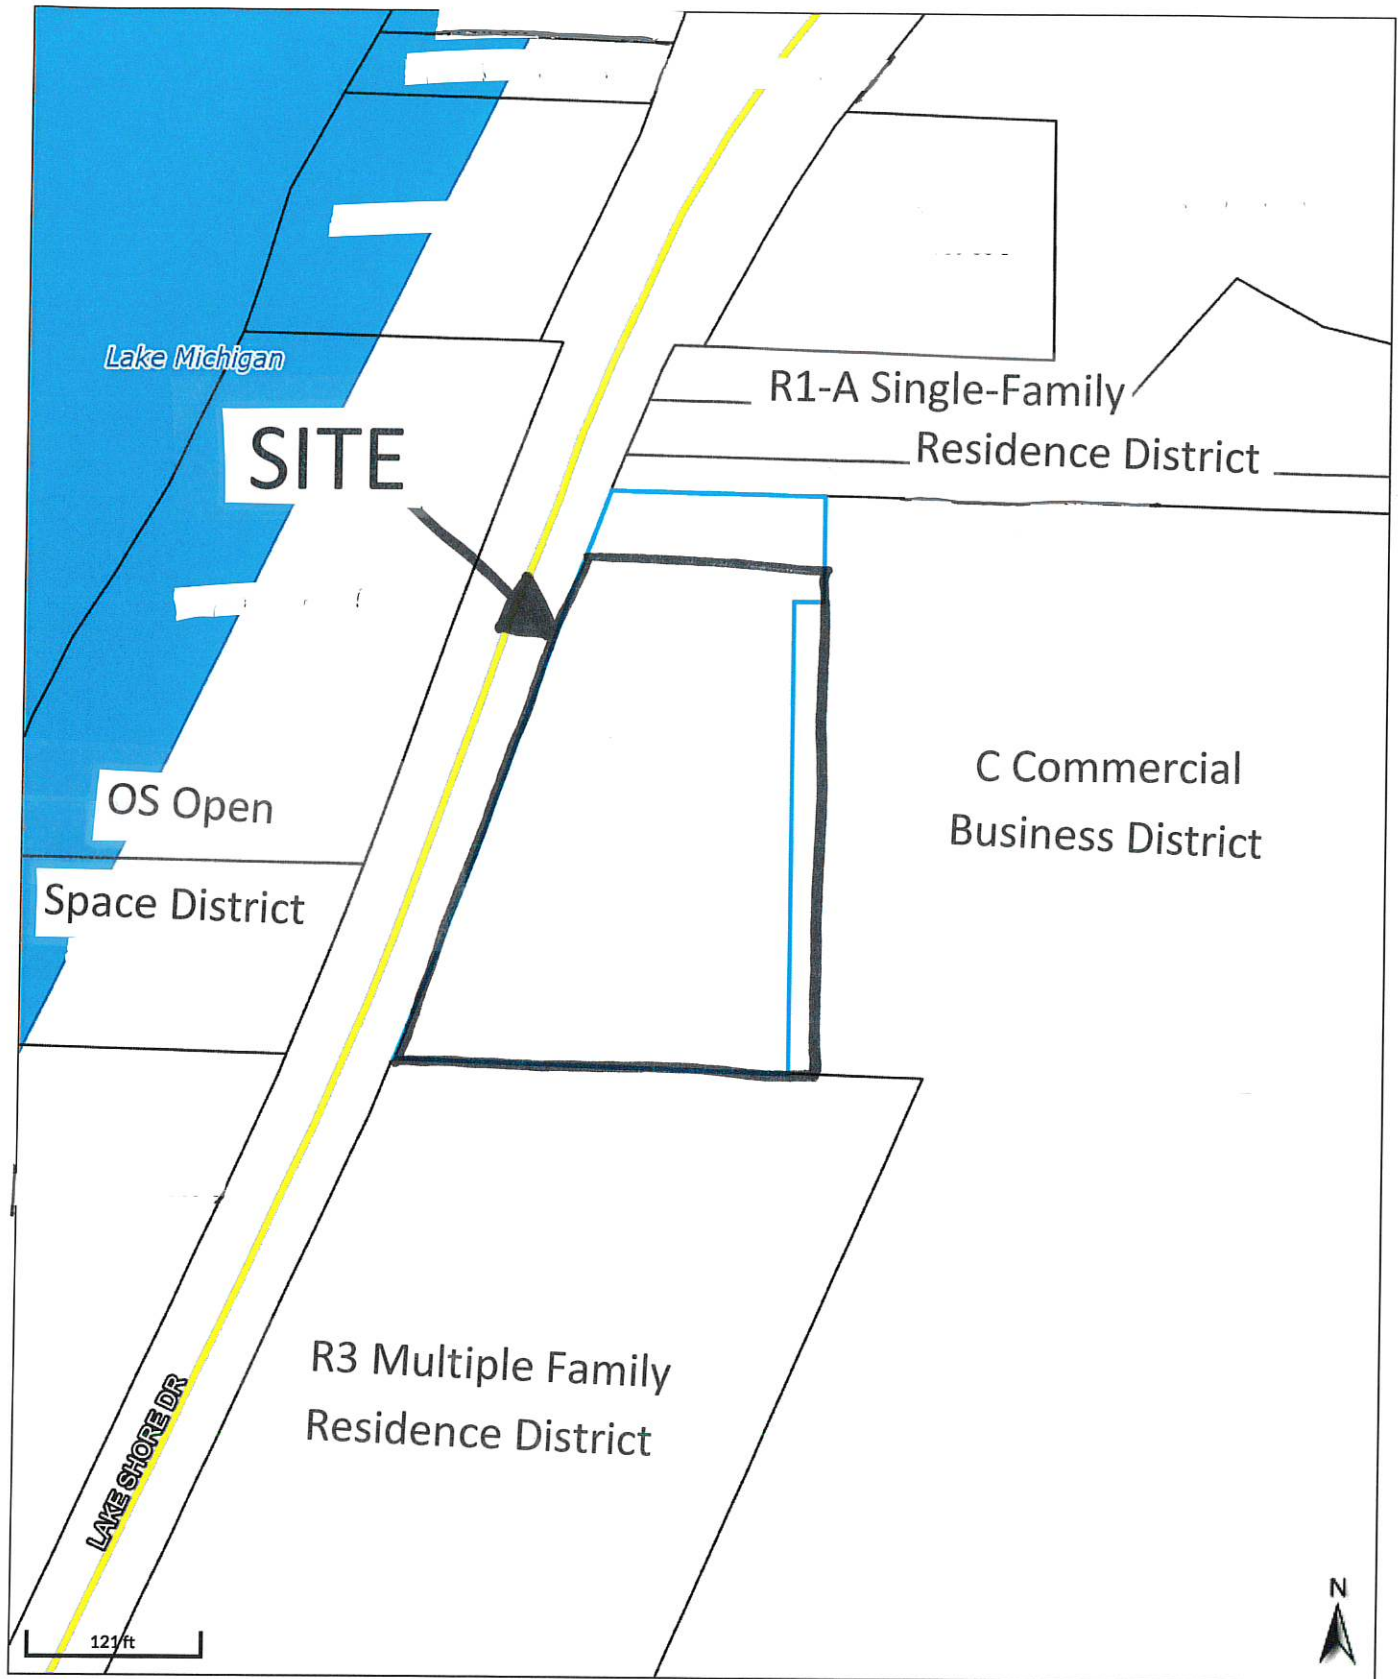 Lake Michigan
SITE
R1-A Single-Family
Residence District
C Commercial
Business District
OS Open
Space District
R3 Multiple Family
Residence District
LAKE SHORE DR
121 ft
N